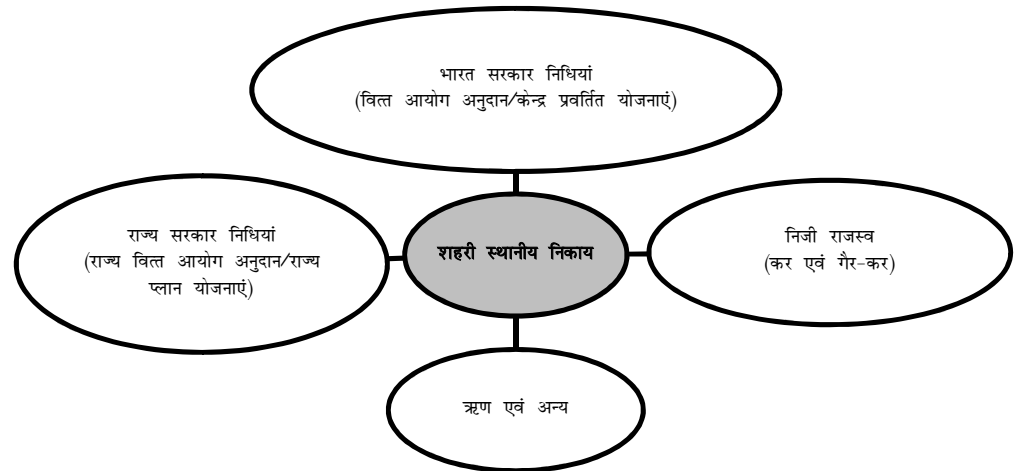 भारत सरकार निधियां
(वित्त आयोग अनुदान/केन्द्र प्रवर्तित योजनाएं)
राज्य सरकार निधियां
(राज्य वित्त आयोग अनुदान/राज्य
प्लान योजनाएं)
शहरी स्थानीय निकाय
निजी राजस्व
(कर एवं गैर-कर)
ऋण एवं अन्य